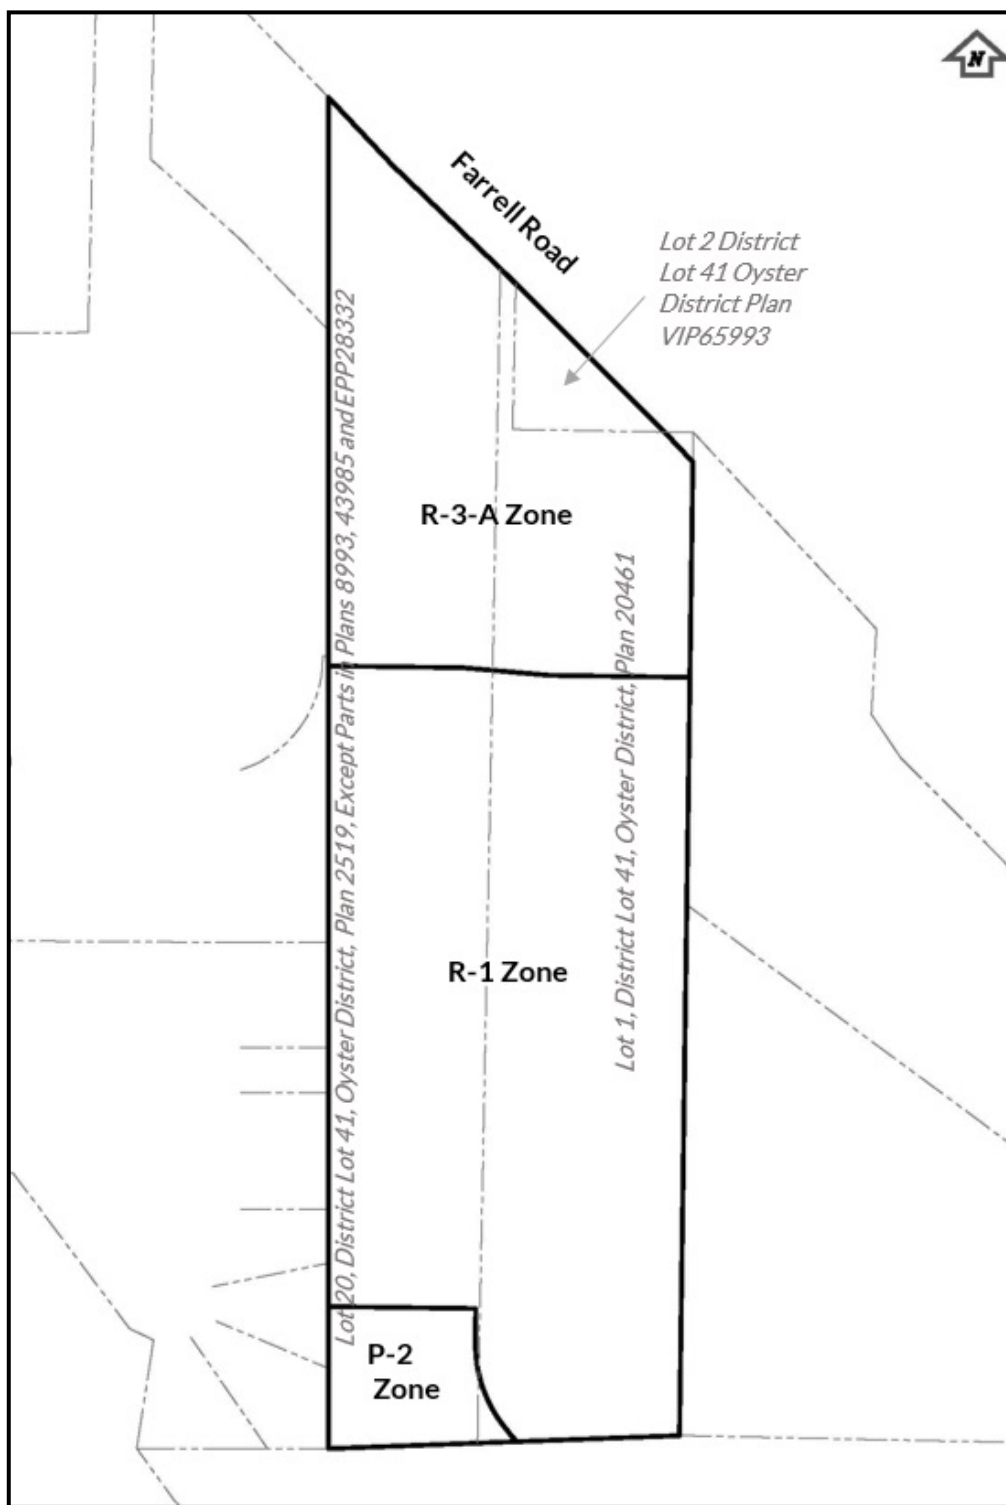 N
Farrell Road
Lot 2 District
Lot 41 Oyster
District Plan
VIP65993
Lot 20, District Lot 41, Oyster District, Plan 2519, Except Parts in Plans 8993, 43985 and EPP28332
R-3-A Zone
Lot 1, District Lot 41, Oyster District, Plan 20461
R-1 Zone
P-2
Zone